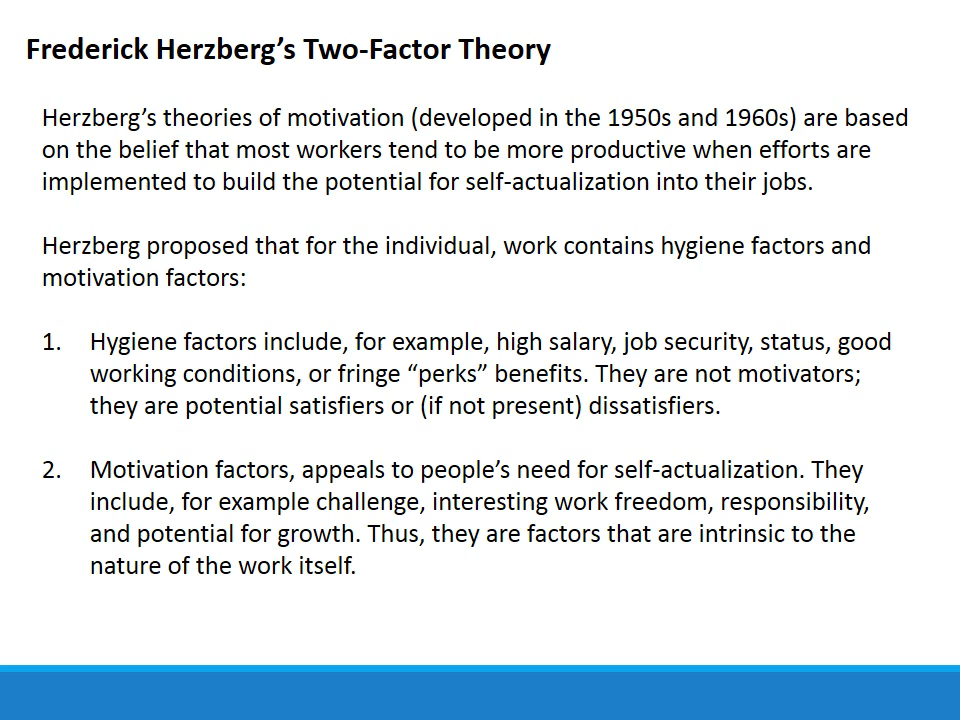 Frederick Herzberg’s Two-Factor Theory
Herzberg’s theories of motivation (developed in the 1950s and 1960s) are based
on the belief that most workers tend to be more productive when efforts are
implemented to build the potential for self-actualization into their jobs.
Herzberg proposed that for the individual, work contains hygiene factors and
motivation factors:
1. Hygiene factors include, for example, high salary, job security, status, good
working conditions, or fringe “perks” benefits. They are not motivators;
they are potential satisfiers or (if not present) dissatisfiers.
2. Motivation factors, appeals to people’s need for self-actualization. They
include, for example challenge, interesting work freedom, responsibility,
and potential for growth. Thus, they are factors that are intrinsic to the
nature of the work itself.